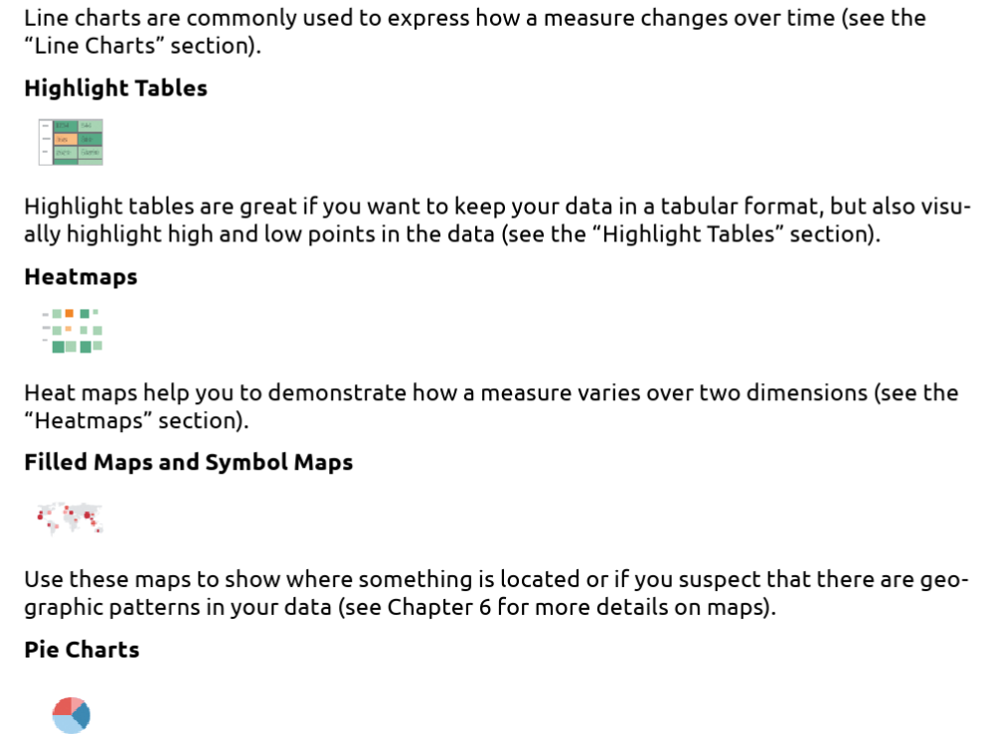 Line charts are commonly used to express how a measure changes over time (see the
“Line Charts” section).
Highlight Tables
Highlight tables are great if you want to keep your data in a tabular format, but also visu-
ally highlight high and low points in the data (see the “Highlight Tables” section).
Heatmaps
Heat maps help you to demonstrate how a measure varies over two dimensions (see the
“Heatmaps” section).
Filled Maps and Symbol Maps
Use these maps to show where something is located or if you suspect that there are geo-
graphic patterns in your data (see Chapter 6 for more details on maps).
Pie Charts